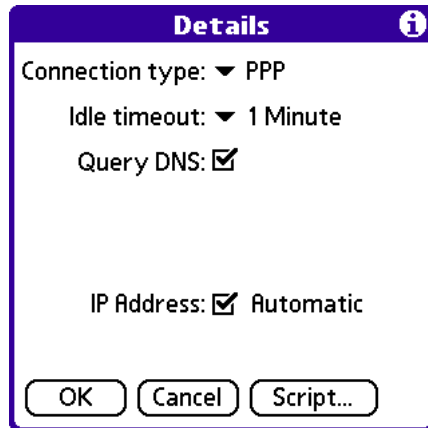 Details
Connection type: PPP
Idle timeout: 1 Minute
Query DNS:
IP Address: Automatic
OK Cancel Script...